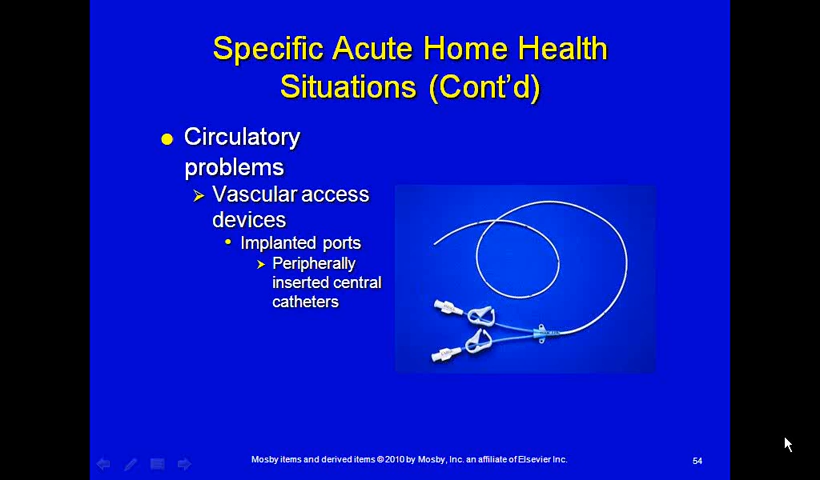 Specific Acute Home Health
Situations (Cont'd)
Circulatory
problems
Vascular access
devices
Implanted ports
Peripherally
inserted central
catheters
Mosby items and derived items © 2010 by Mosby, Inc. an affiliate of Elsevier Inc.
54